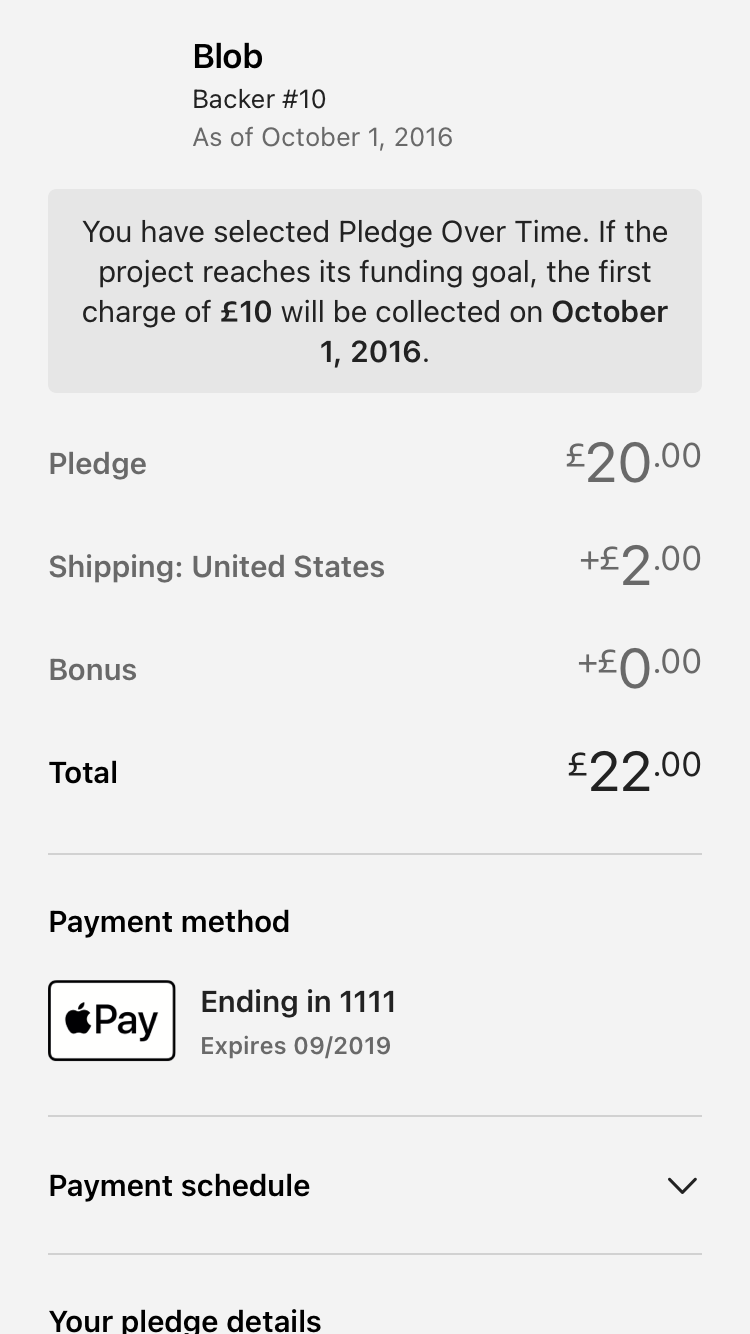 Blob
Backer #10
As of October 1, 2016
You have selected Pledge Over Time. If the
project reaches its funding goal, the first
charge of £10 will be collected on October
1, 2016.
Pledge £20.00
Shipping: United States +£2.00
Bonus +£0.00
Total £22.00
Payment method
Pay Ending in 1111
Expires 09/2019
Payment schedule
Your pledge details